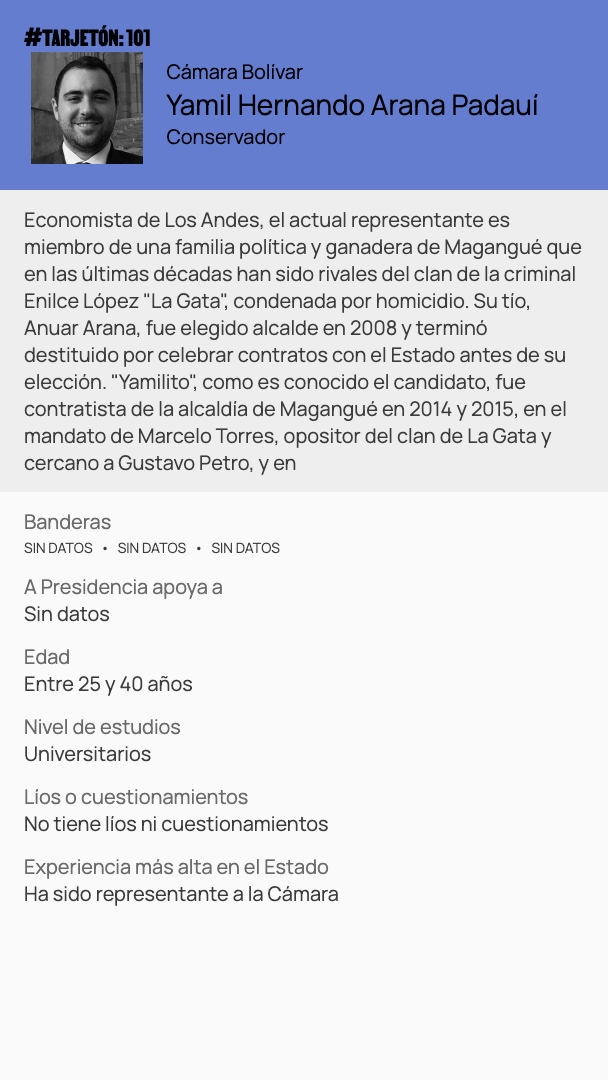 #TARJETÓN: 101
Cámara Bolívar
Yamil Hernando Arana Padauí
Conservador
Economista de Los Andes, el actual representante es
miembro de una familia política y ganadera de Magangué que
en las últimas décadas han sido rivales del clan de la criminal
Enilce López "La Gata", condenada por homicidio. Su tío,
Anuar Arana, fue elegido alcalde en 2008 y terminó
destituido por celebrar contratos con el Estado antes de su
elección. "Yamilito", como es conocido el candidato, fue
contratista de la alcaldía de Magangué en 2014 y 2015, en el
mandato de Marcelo Torres, opositor del clan de La Gata y
cercano a Gustavo Petro, y en
Banderas
SIN DATOS • SIN DATOS • SIN DATOS
A Presidencia apoya a
Sin datos
Edad
Entre 25 y 40 años
Nivel de estudios
Universitarios
Líos o cuestionamientos
No tiene líos ni cuestionamientos
Experiencia más alta en el Estado
Ha sido representante a la Cámara